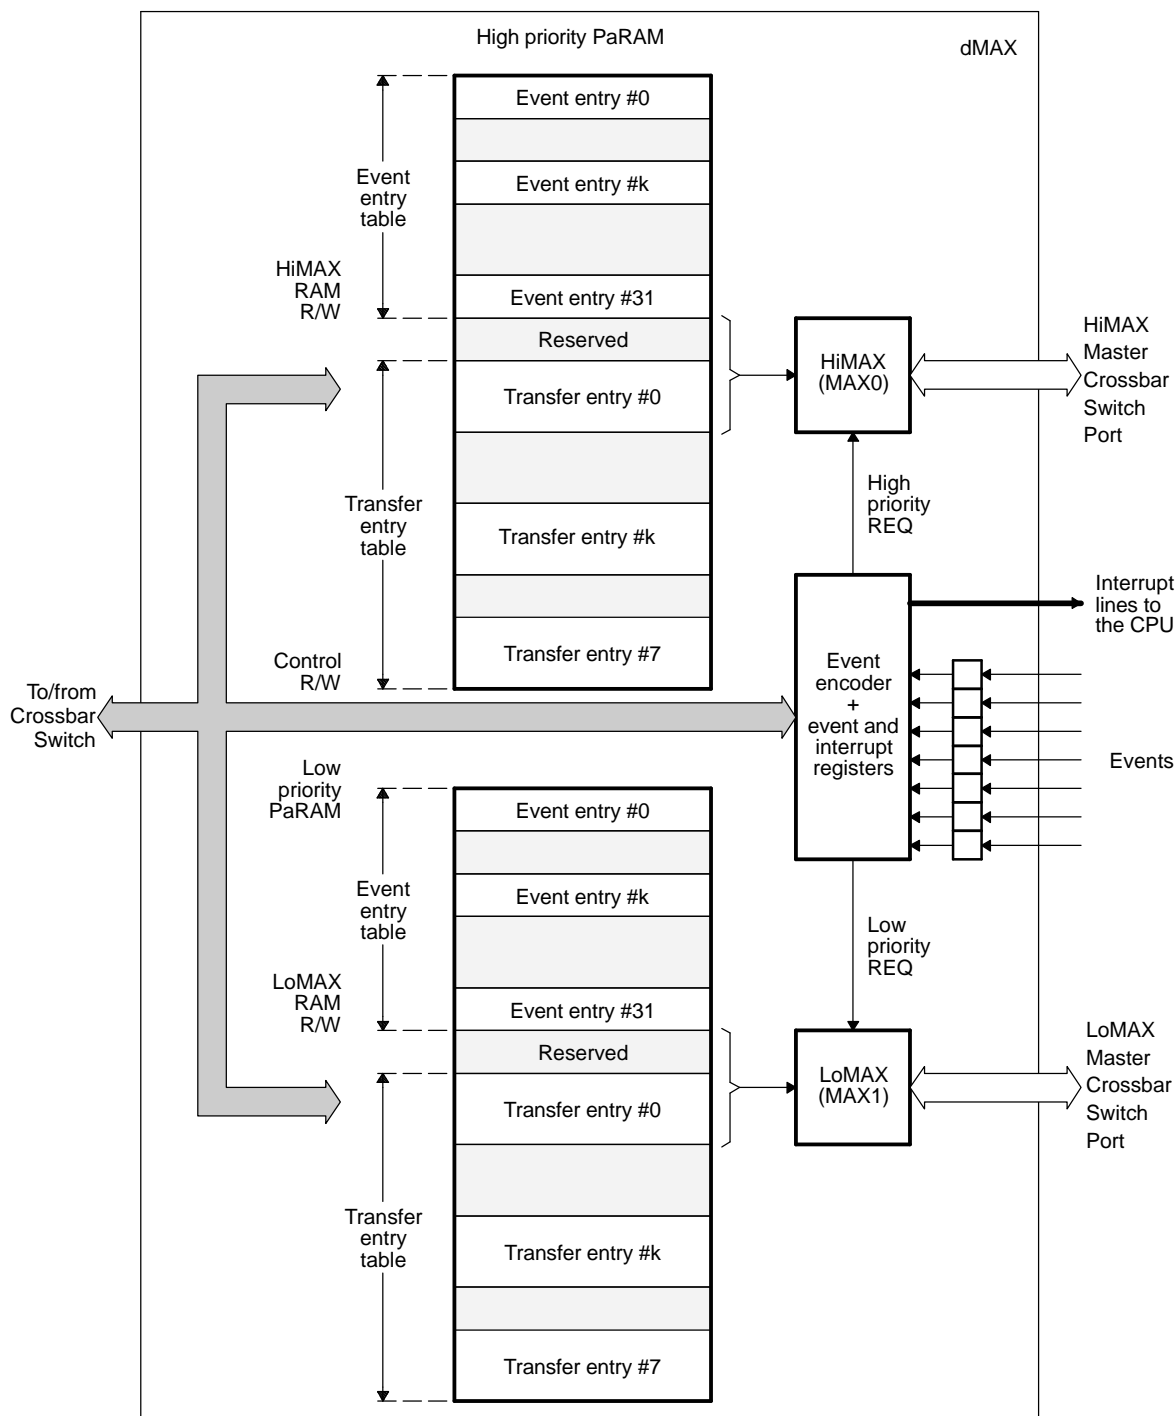 High priority PaRAM
dMAX
Event entry #0
Event
entry
table
Event entry #k
HiMAX
RAM
R/W
Event entry #31
Reserved
Transfer entry #0
HiMAX
(MAX0)
HiMAX
Master
Crossbar
Switch
Port
High
priority
REQ
Transfer
entry
table
Transfer entry #k
Interrupt
lines to
the CPU
Control
R/W
Transfer entry #7
Event
encoder
+
event and
interrupt
registers
To/from
Crossbar
Switch
Events
Low
priority
PaRAM
Event entry #0
Event
entry
table
Event entry #k
Low
priority
REQ
LoMAX
RAM
R/W
Event entry #31
Reserved
Transfer entry #0
LoMAX
(MAX1)
LoMAX
Master
Crossbar
Switch
Port
Transfer
entry
table
Transfer entry #k
Transfer entry #7